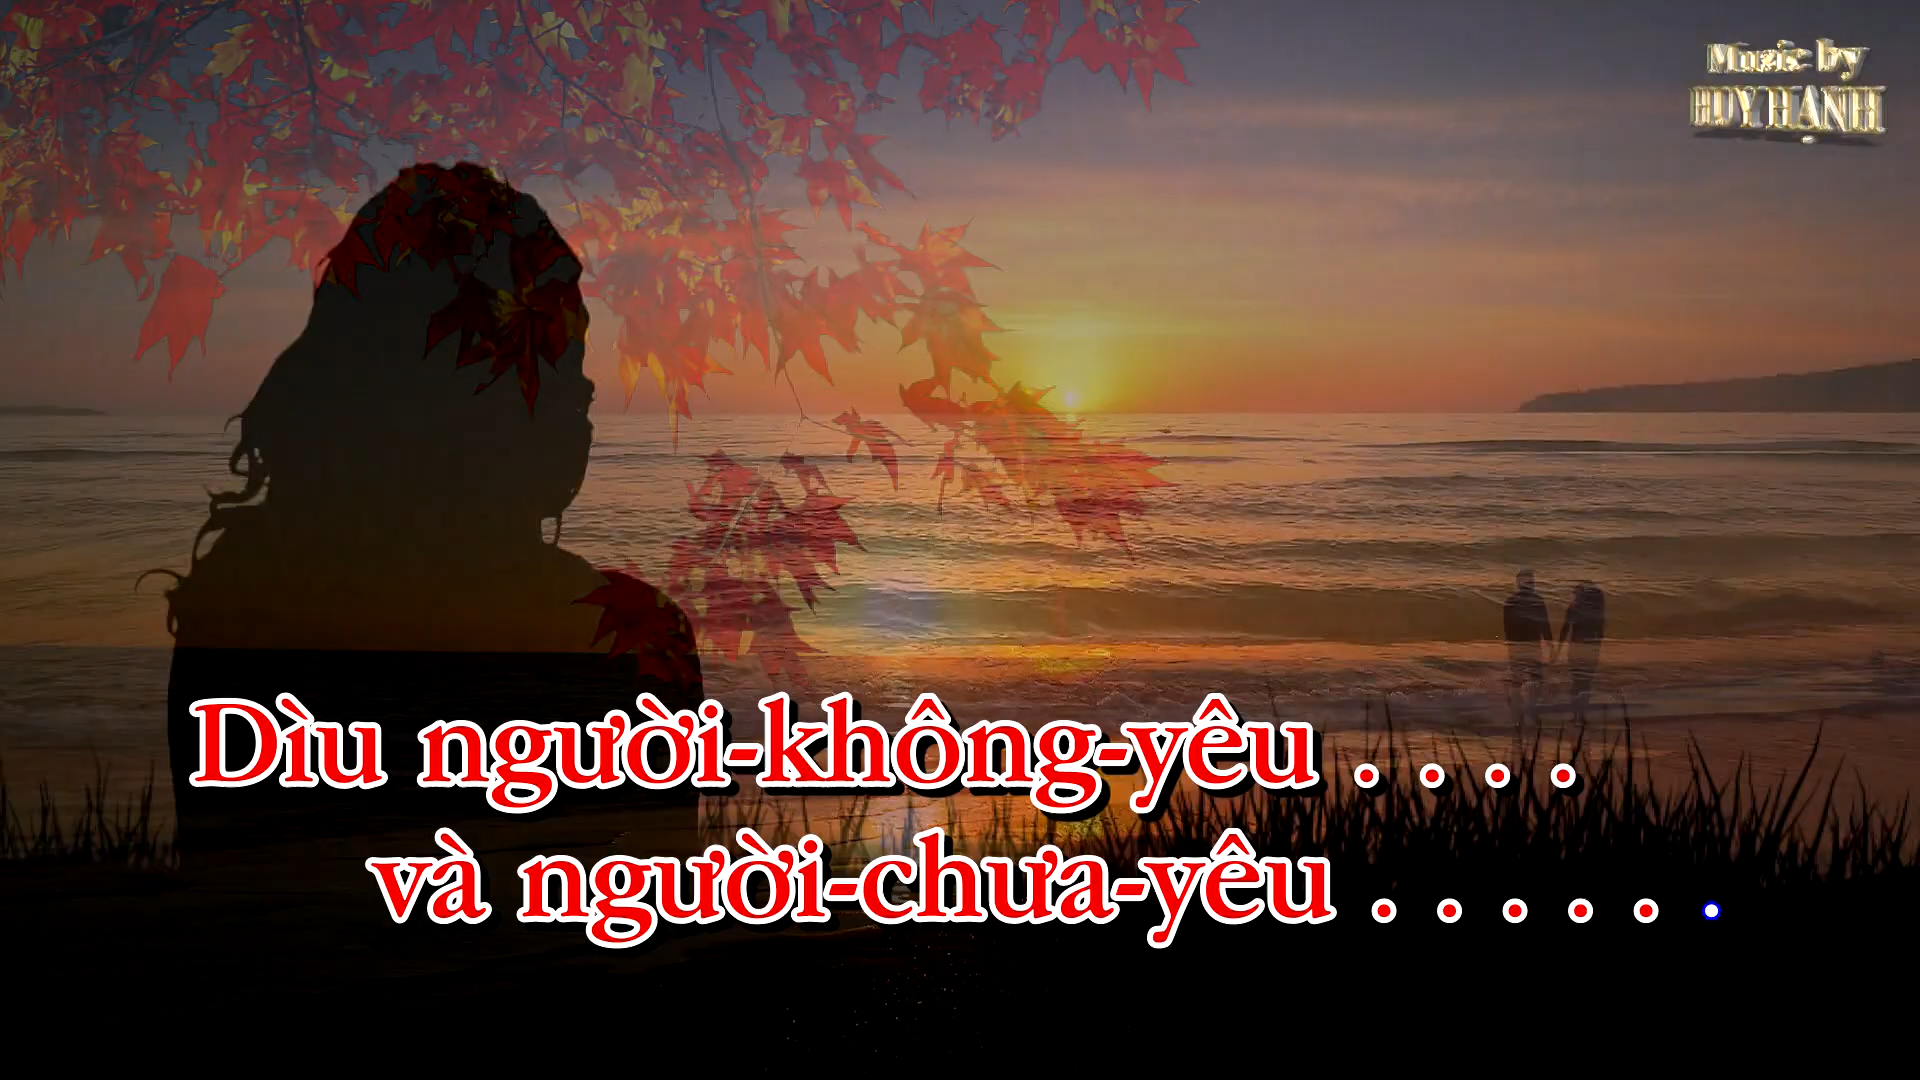 Music by
HUY HẠNH
Dìu người-không-yêu . . . .
và người-chưa-yêu . . . . . .